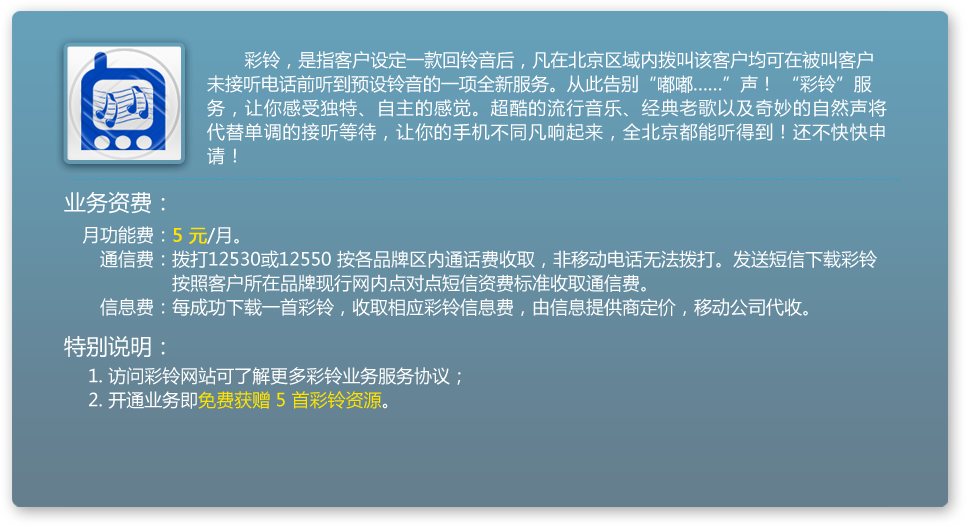 彩铃，是指客户设定一款回铃音后，凡在北京区域内拨叫该客户均可在被叫客户
未接听电话前听到预设铃音的一项全新服务。从此告别“嘟嘟……”声！“彩铃”服
务，让你感受独特、自主的感觉。超酷的流行音乐、经典老歌以及奇妙的自然声将
代替单调的接听等待，让你的手机不同凡响起来，全北京都能听得到！还不快快申
请！
业务资费：
月功能费：5 元/月。
通信费：拨打12530或12550 按各品牌区内通话费收取，非移动电话无法拨打。发送短信下载彩铃
按照客户所在品牌现行网内点对点短信资费标准收取通信费。
信息费：每成功下载一首彩铃，收取相应彩铃信息费，由信息提供商定价，移动公司代收。
特别说明：
1. 访问彩铃网站可了解更多彩铃业务服务协议；
2. 开通业务即免费获赠 5 首彩铃资源。